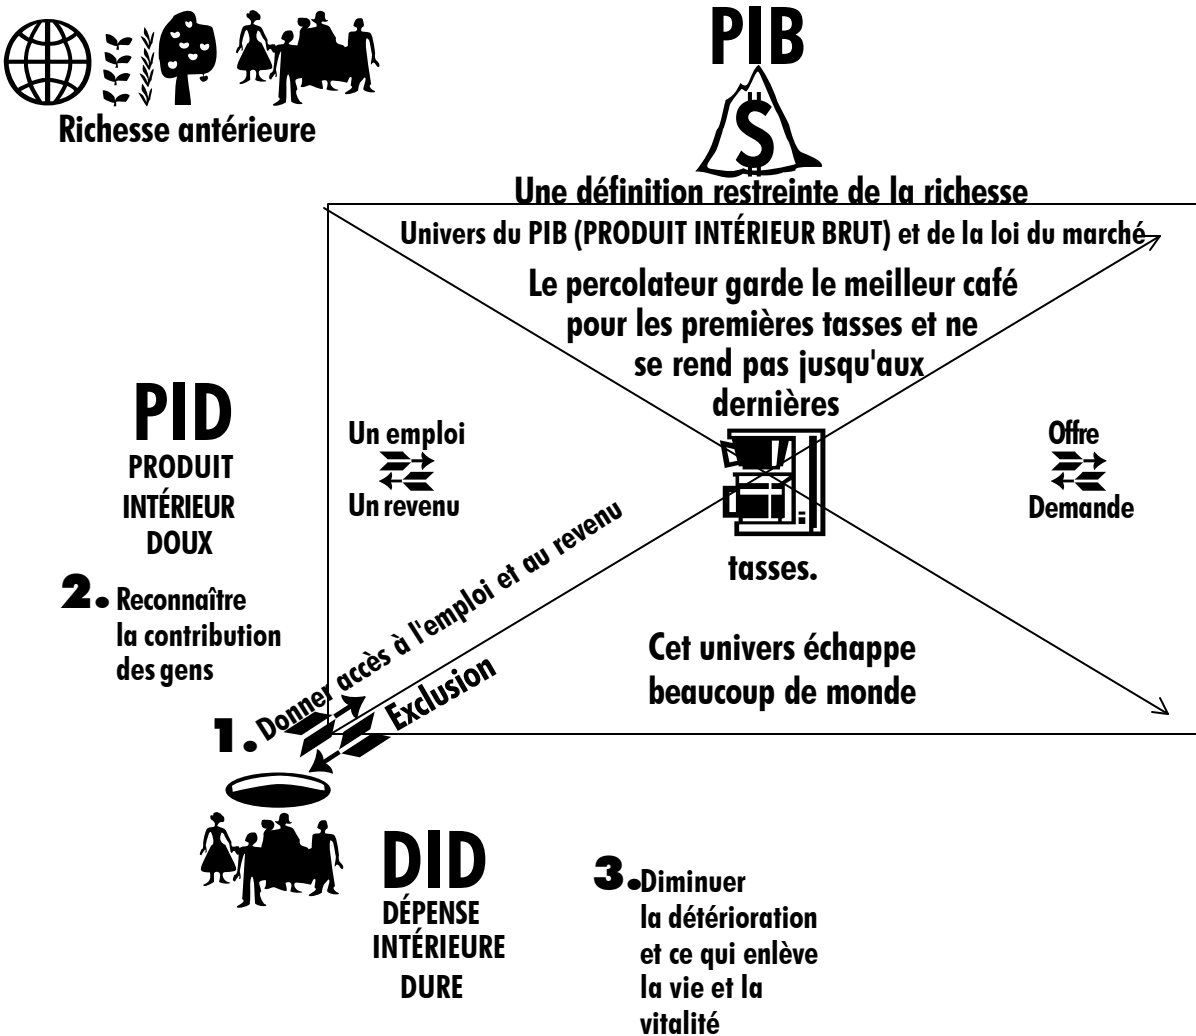 PIB
Richesse antérieure
$
Une définition restreinte de la richesse
Univers du PIB (PRODUIT INTÉRIEUR BRUT) et de la loi du marché
Le percolateur garde le meilleur café
pour les premières tasses et ne
se rend pas jusqu'aux
dernières
tasses.
PID
PRODUIT
INTÉRIEUR
DOUX
Un emploi
Un revenu
Offre
Demande
2. Reconnaître
la contribution
des gens
1. Donner accès à l'emploi et au revenu
Exclusion
Cet univers échappe
beaucoup de monde
DID
DÉPENSE
INTÉRIEURE
DURE
3. Diminuer
la détérioration
et ce qui enlève
la vie et la
vitalité